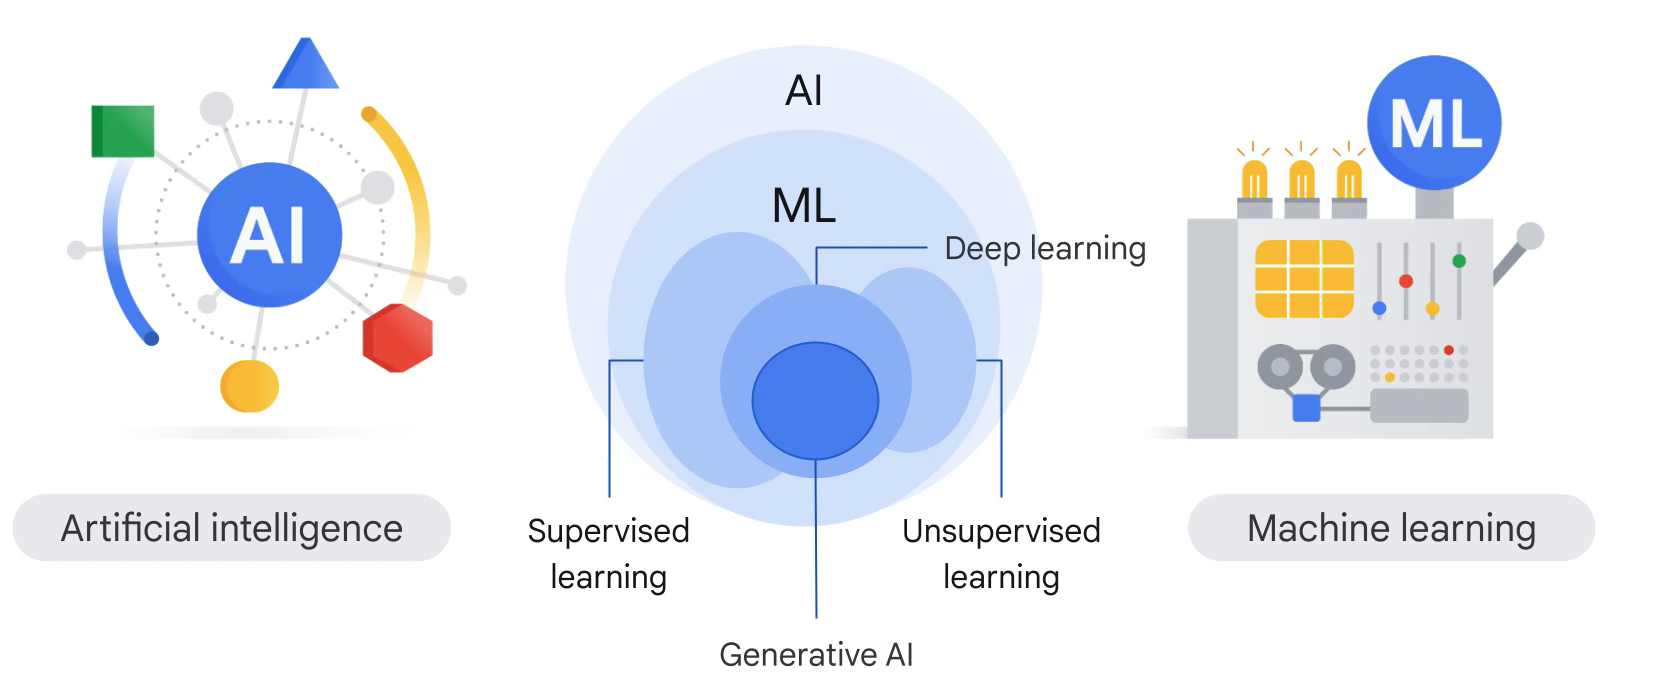 AI
Artificial intelligence
AI
ML
Deep learning
Supervised
learning
Unsupervised
learning
Generative AI
ML
Machine learning